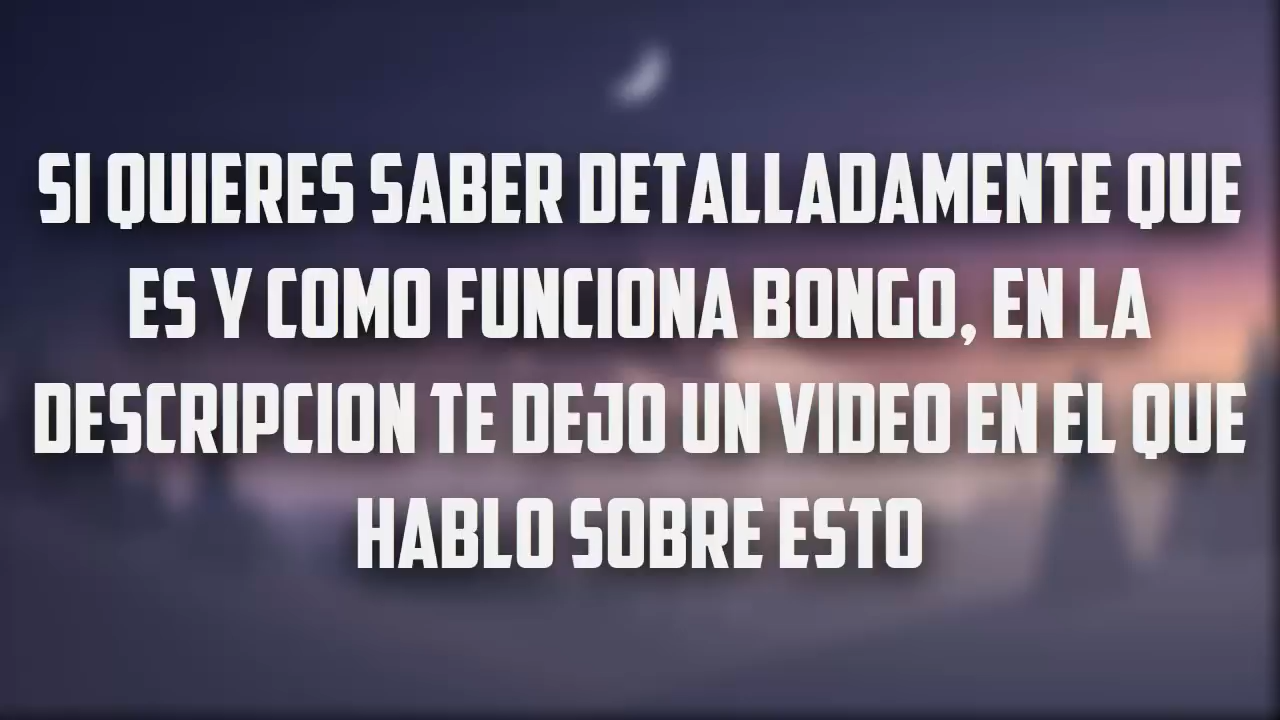 SI QUIERES SABER DETALLADAMENTE QUE
ES Y COMO FUNCIONA BONGO, EN LA
DESCRIPCION TE DEJO UN VIDEO EN EL QUE
HABLO SOBRE ESTO